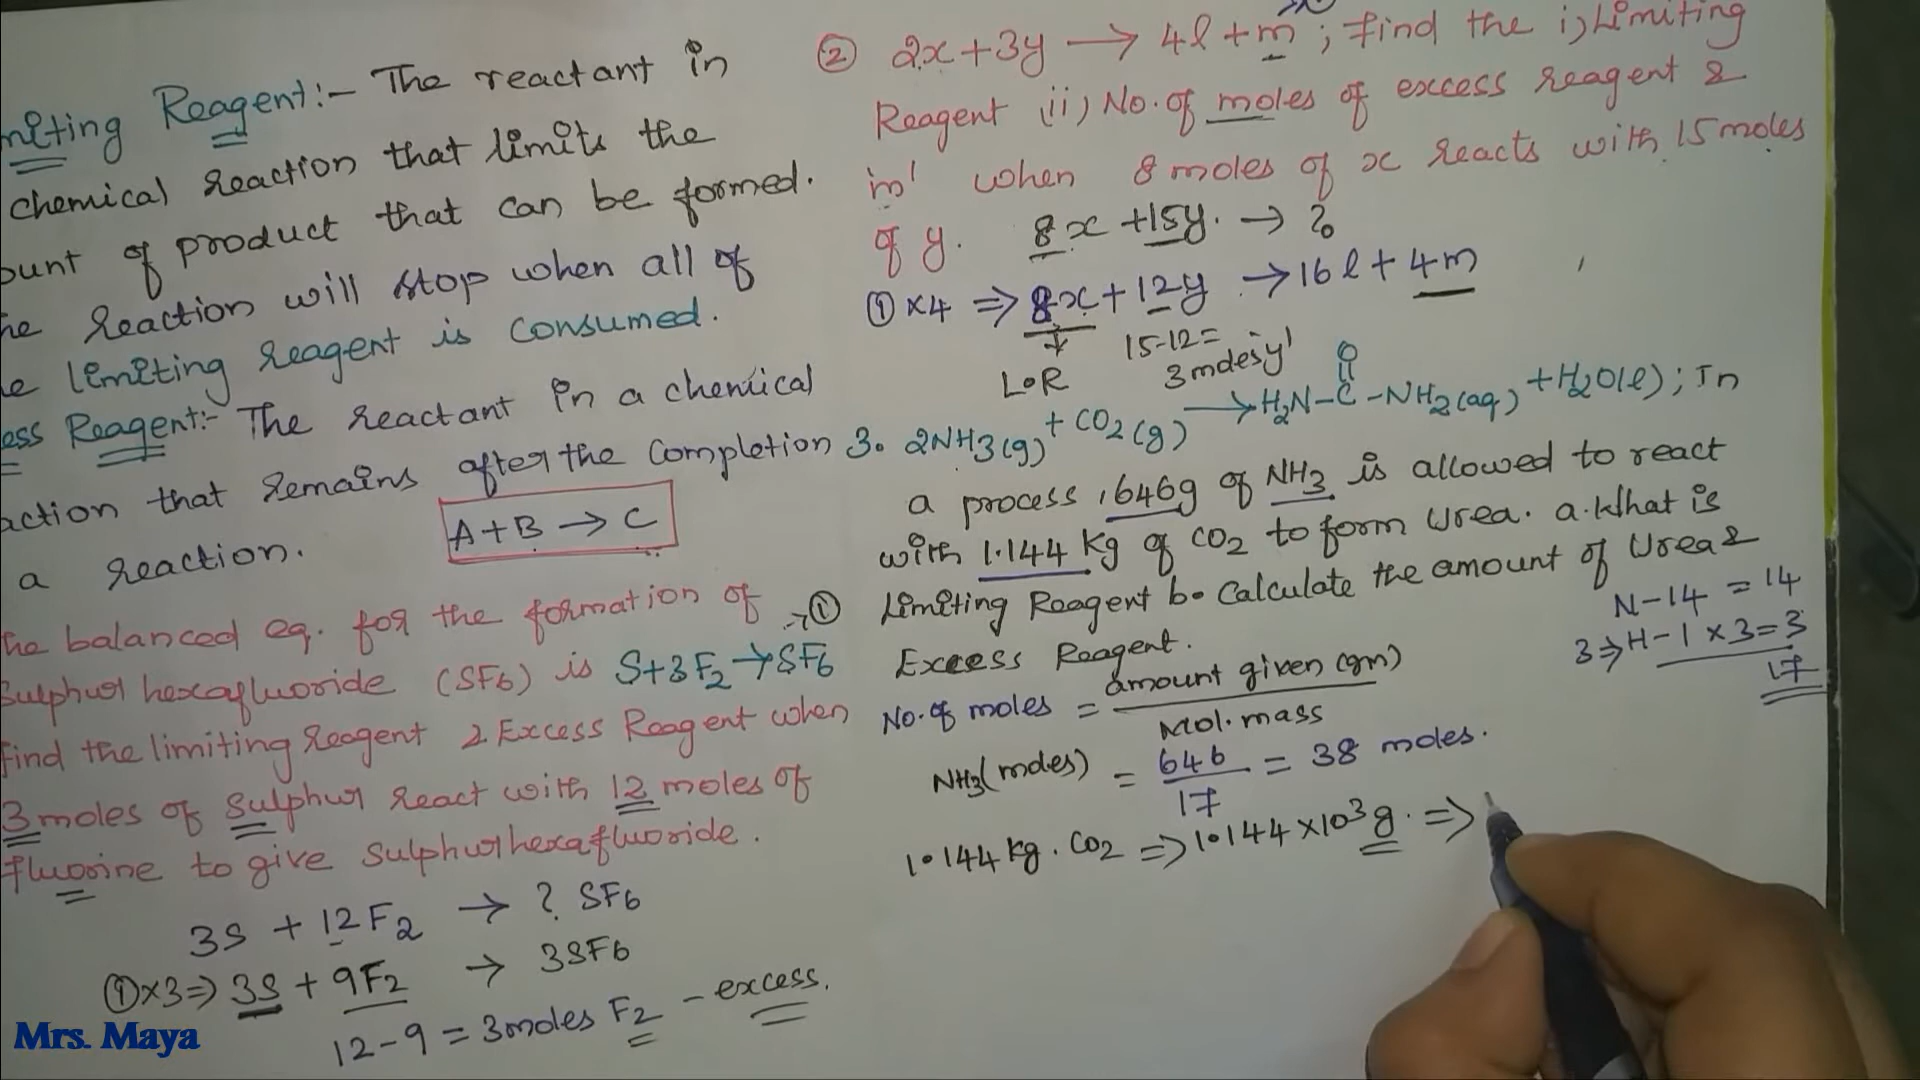 miting Reagent:- The reactant in
chemical reaction that limits the
ount of product that can be formed.
he reaction will stop when all of
he limiting reagent is consumed.
ess Reagent:- The reactant in a chemical
action that remains after the completion
a reaction.
A+B → C
The balanced eq. for the formation of
Sulphur hexafluoride (SF6) is S+3F2→SF6 → ①
find the limiting reagent & Excess Reagent when
3 moles of Sulphur react with 12 moles of
fluorine to give Sulphurhexafluoride.
3S + 12F2 → ? SF6
①×3⇒ 3S + 9F2 → 3SF6
12-9 = 3moles F2 - excess.
Mrs. Maya
② 2x+3y → 4l+m ; find the i) Limiting
Reagent (ii) No. of moles of excess reagent &
'm' when 8 moles of x reacts with 15 moles
of y. 8x +15y. → ?
①×4 ⇒ 8x + 12y → 16l + 4m
LoR 15-12=
3moles 'y'
3. 2NH3(g) + CO2(g) → H2N-C-NH2(aq) + H2O(l); In
O
a process, 646g of NH3 is allowed to react
with 1.144 kg of CO2 to form urea. a. What is
Limiting Reagent b. Calculate the amount of Urea &
Excess Reagent.
N-14 = 14
3⇒H-1×3=3
17
No. of moles = amount given (gm)
Mol. mass
NH3(moles) = 646 = 38 moles.
17
1.144 kg. CO2 ⇒ 1.144×10³g. ⇒